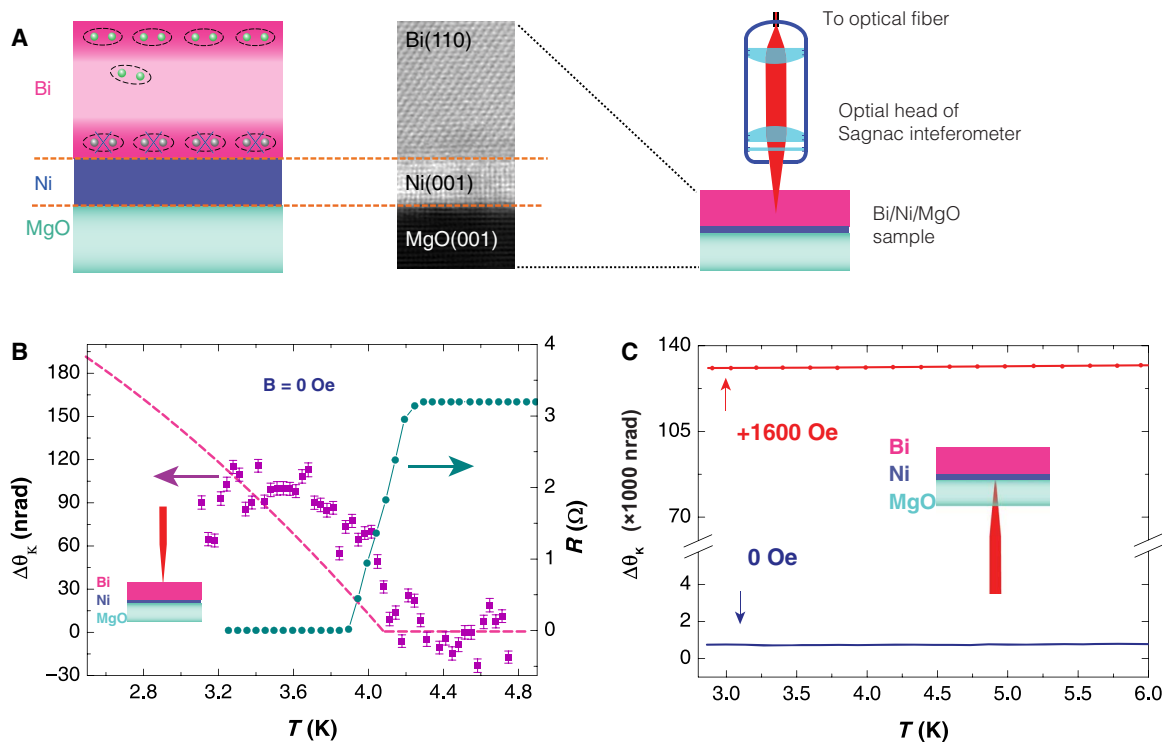 A
Bi
Ni
MgO
Bi(110)
Ni(001)
MgO(001)
To optical fiber
Optial head of
Sagnac inteferometer
Bi/Ni/MgO
sample
B
B = 0 Oe
ΔθK (nrad)
180
150
120
90
60
30
0
−30
4
3
2
1
0
R (Ω)
Bi
Ni
MgO
2.8
3.2
3.6
4.0
4.4
4.8
T (K)
C
Δθκ (×1000 nrad)
140
105
70
4
2
0
+1600 Oe
Bi
Ni
MgO
0 Oe
3.0
3.5
4.0
4.5
5.0
5.5
6.0
T (K)